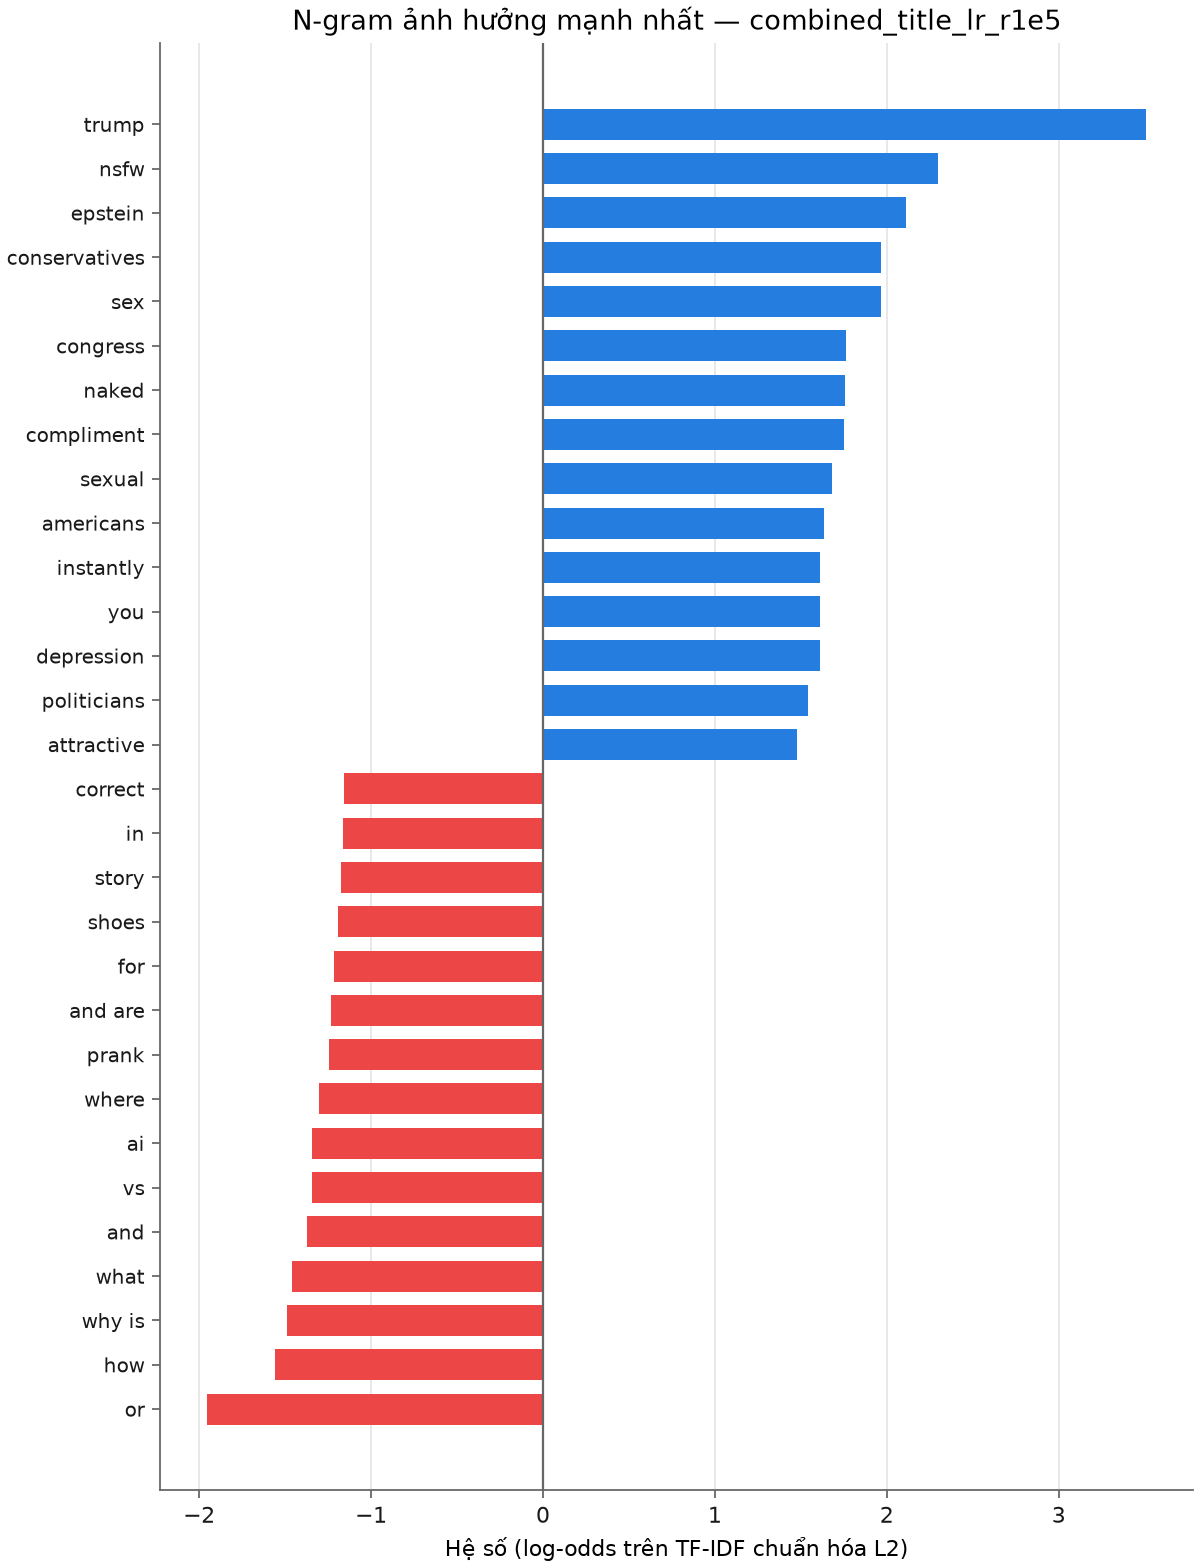 N-gram ảnh hưởng mạnh nhất — combined_title_lr_r1e5
trump
nsfw
epstein
conservatives
sex
congress
naked
compliment
sexual
americans
instantly
you
depression
politicians
attractive
correct
in
story
shoes
for
and are
prank
where
ai
vs
and
what
why is
how
or
−2 −1 0 1 2 3
Hệ số (log-odds trên TF-IDF chuẩn hóa L2)